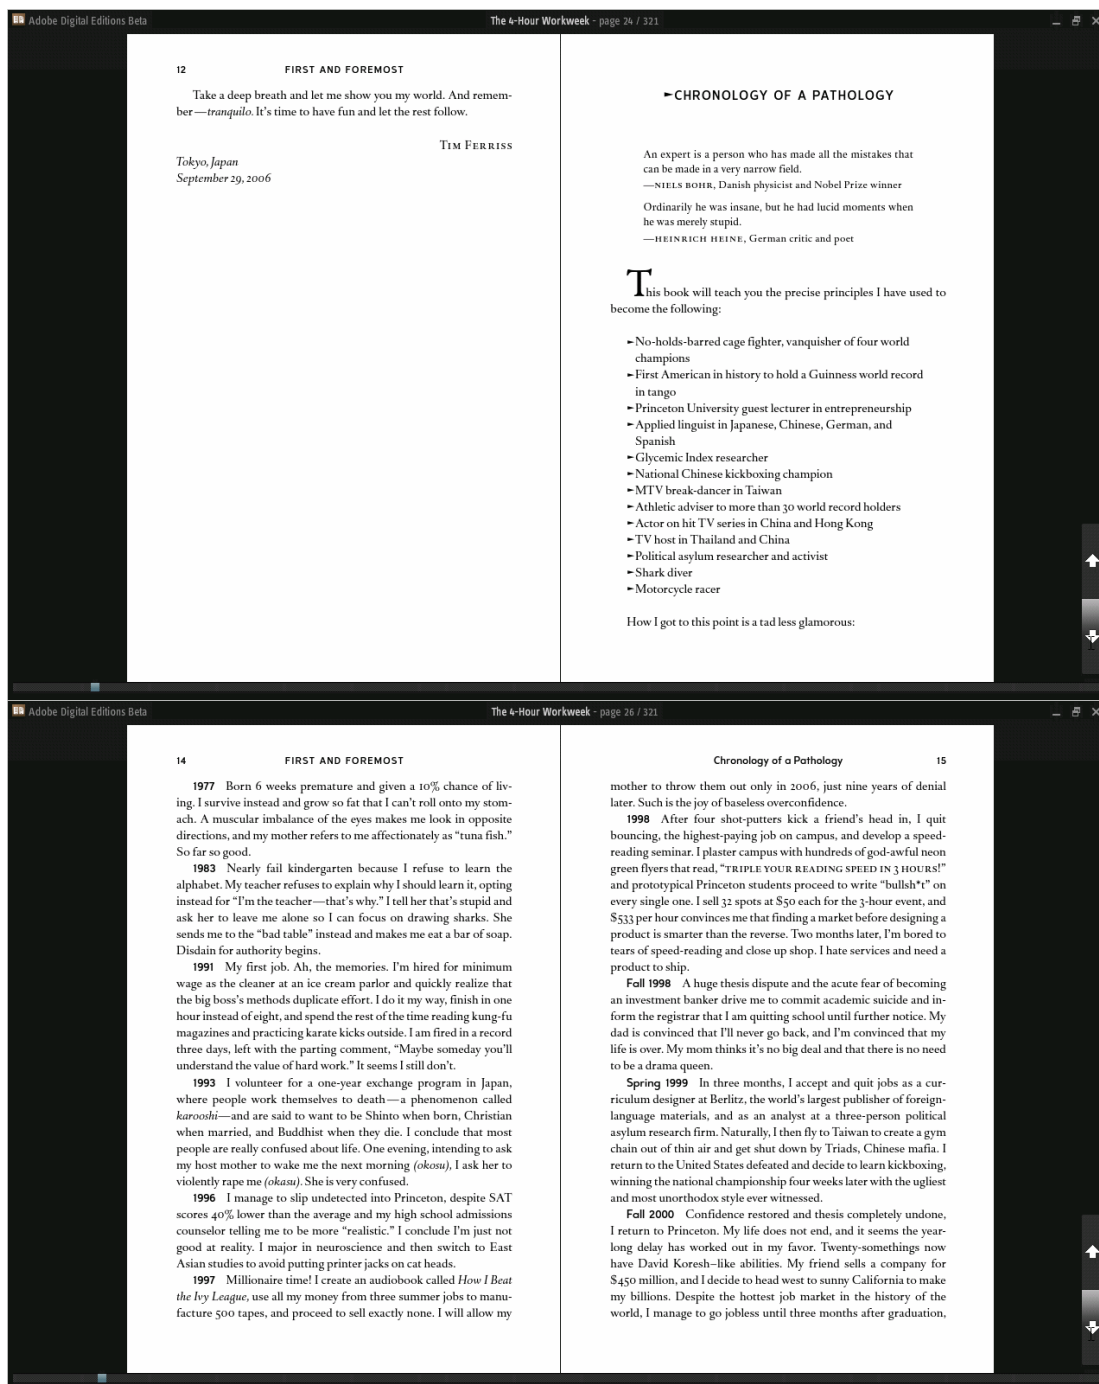 Adobe Digital Editions Beta
The 4-Hour Workweek - page 24 / 321
12
FIRST AND FOREMOST
Take a deep breath and let me show you my world. And remem-
ber—tranquilo. It's time to have fun and let the rest follow.
TIM FERRISS
Tokyo, Japan
September 29, 2006
►CHRONOLOGY OF A PATHOLOGY
An expert is a person who has made all the mistakes that
can be made in a very narrow field.
—NIELS BOHR, Danish physicist and Nobel Prize winner
Ordinarily he was insane, but he had lucid moments when
he was merely stupid.
—HEINRICH HEINE, German critic and poet
This book will teach you the precise principles I have used to
become the following:
►No-holds-barred cage fighter, vanquisher of four world
champions
►First American in history to hold a Guinness world record
in tango
►Princeton University guest lecturer in entrepreneurship
►Applied linguist in Japanese, Chinese, German, and
Spanish
►Glycemic Index researcher
►National Chinese kickboxing champion
►MTV break-dancer in Taiwan
►Athletic adviser to more than 30 world record holders
►Actor on hit TV series in China and Hong Kong
►TV host in Thailand and China
►Political asylum researcher and activist
►Shark diver
►Motorcycle racer
How I got to this point is a tad less glamorous:
Adobe Digital Editions Beta
The 4-Hour Workweek - page 26 / 321
14
FIRST AND FOREMOST
1977 Born 6 weeks premature and given a 10% chance of liv-
ing. I survive instead and grow so fat that I can't roll onto my stom-
ach. A muscular imbalance of the eyes makes me look in opposite
directions, and my mother refers to me affectionately as "tuna fish."
So far so good.
1983 Nearly fail kindergarten because I refuse to learn the
alphabet. My teacher refuses to explain why I should learn it, opting
instead for "I'm the teacher—that's why." I tell her that's stupid and
ask her to leave me alone so I can focus on drawing sharks. She
sends me to the "bad table" instead and makes me eat a bar of soap.
Disdain for authority begins.
1991 My first job. Ah, the memories. I'm hired for minimum
wage as the cleaner at an ice cream parlor and quickly realize that
the big boss's methods duplicate effort. I do it my way, finish in one
hour instead of eight, and spend the rest of the time reading kung-fu
magazines and practicing karate kicks outside. I am fired in a record
three days, left with the parting comment, "Maybe someday you'll
understand the value of hard work." It seems I still don't.
1993 I volunteer for a one-year exchange program in Japan,
where people work themselves to death—a phenomenon called
karooshi—and are said to want to be Shinto when born, Christian
when married, and Buddhist when they die. I conclude that most
people are really confused about life. One evening, intending to ask
my host mother to wake me the next morning (okosu), I ask her to
violently rape me (okasu). She is very confused.
1996 I manage to slip undetected into Princeton, despite SAT
scores 40% lower than the average and my high school admissions
counselor telling me to be more "realistic." I conclude I'm just not
good at reality. I major in neuroscience and then switch to East
Asian studies to avoid putting printer jacks on cat heads.
1997 Millionaire time! I create an audiobook called How I Beat
the Ivy League, use all my money from three summer jobs to manu-
facture 500 tapes, and proceed to sell exactly none. I will allow my
Chronology of a Pathology
15
mother to throw them out only in 2006, just nine years of denial
later. Such is the joy of baseless overconfidence.
1998 After four shot-putters kick a friend's head in, I quit
bouncing, the highest-paying job on campus, and develop a speed-
reading seminar. I plaster campus with hundreds of god-awful neon
green flyers that read, "TRIPLE YOUR READING SPEED IN 3 HOURS!"
and prototypical Princeton students proceed to write "bullsh*t" on
every single one. I sell 32 spots at $50 each for the 3-hour event, and
$533 per hour convinces me that finding a market before designing a
product is smarter than the reverse. Two months later, I'm bored to
tears of speed-reading and close up shop. I hate services and need a
product to ship.
Fall 1998 A huge thesis dispute and the acute fear of becoming
an investment banker drive me to commit academic suicide and in-
form the registrar that I am quitting school until further notice. My
dad is convinced that I'll never go back, and I'm convinced that my
life is over. My mom thinks it's no big deal and that there is no need
to be a drama queen.
Spring 1999 In three months, I accept and quit jobs as a cur-
riculum designer at Berlitz, the world's largest publisher of foreign-
language materials, and as an analyst at a three-person political
asylum research firm. Naturally, I then fly to Taiwan to create a gym
chain out of thin air and get shut down by Triads, Chinese mafia. I
return to the United States defeated and decide to learn kickboxing,
winning the national championship four weeks later with the ugliest
and most unorthodox style ever witnessed.
Fall 2000 Confidence restored and thesis completely undone,
I return to Princeton. My life does not end, and it seems the year-
long delay has worked out in my favor. Twenty-somethings now
have David Koresh–like abilities. My friend sells a company for
$450 million, and I decide to head west to sunny California to make
my billions. Despite the hottest job market in the history of the
world, I manage to go jobless until three months after graduation,